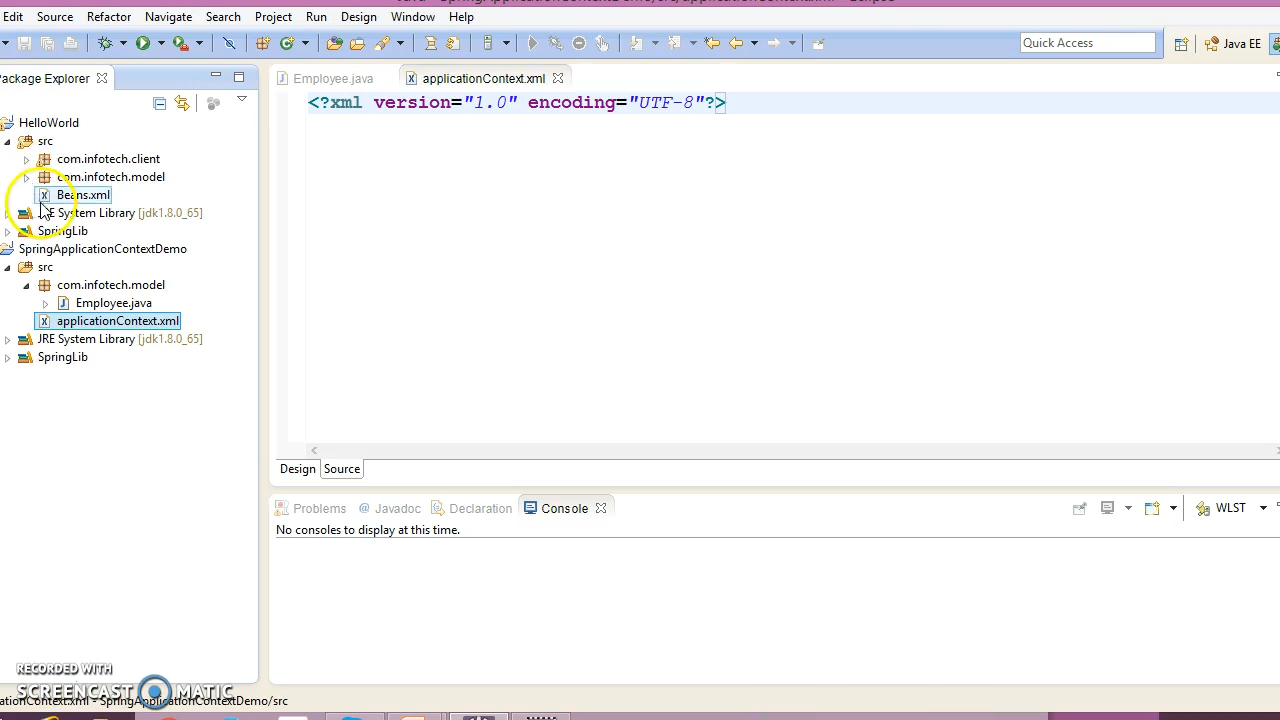 Edit Source Refactor Navigate Search Project Run Design Window Help
Quick Access
Java EE
Package Explorer
Employee.java
applicationContext.xml
<?xml version="1.0" encoding="UTF-8"?>
HelloWorld
src
com.infotech.client
com.infotech.model
Beans.xml
System Library [jdk1.8.0_65]
SpringLib
SpringApplicationContextDemo
src
com.infotech.model
Employee.java
applicationContext.xml
JRE System Library [jdk1.8.0_65]
SpringLib
Design Source
Problems @ Javadoc Declaration Console
WLST
No consoles to display at this time.
RECORDED WITH
SCREENCAST MATIC
ationContext.xml - SpringApplicationContextDemo/src